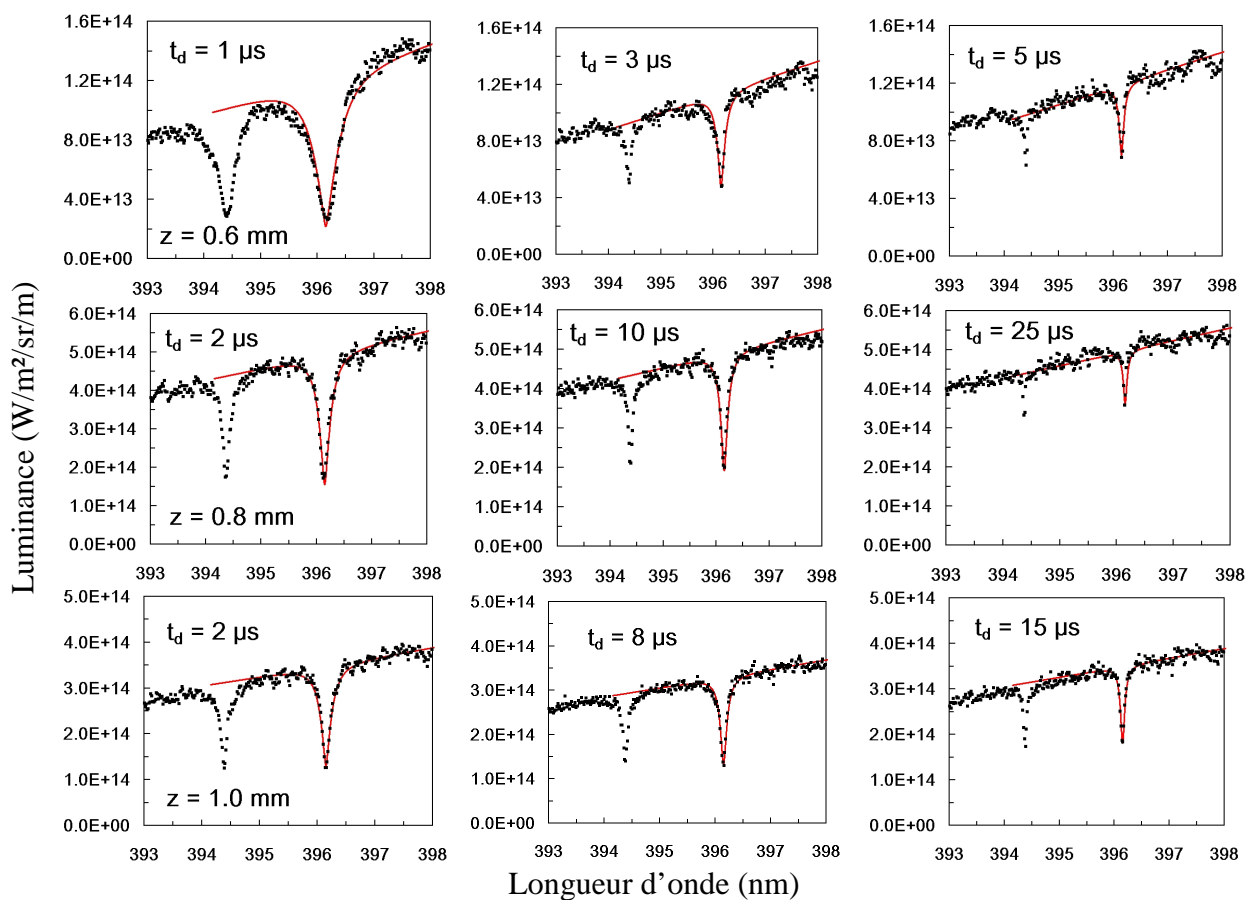 Luminance (W/m²/sr/m)
1.6E+14
1.2E+14
8.0E+13
4.0E+13
0.0E+00
t_d = 1 µs
z = 0.6 mm
393 394 395 396 397 398
1.6E+14
1.2E+14
8.0E+13
4.0E+13
0.0E+00
t_d = 3 µs
393 394 395 396 397 398
1.6E+14
1.2E+14
8.0E+13
4.0E+13
0.0E+00
t_d = 5 µs
393 394 395 396 397 398
6.0E+14
5.0E+14
4.0E+14
3.0E+14
2.0E+14
1.0E+14
0.0E+00
t_d = 2 µs
z = 0.8 mm
393 394 395 396 397 398
6.0E+14
5.0E+14
4.0E+14
3.0E+14
2.0E+14
1.0E+14
0.0E+00
t_d = 10 µs
393 394 395 396 397 398
6.0E+14
5.0E+14
4.0E+14
3.0E+14
2.0E+14
1.0E+14
0.0E+00
t_d = 25 µs
393 394 395 396 397 398
5.0E+14
4.0E+14
3.0E+14
2.0E+14
1.0E+14
0.0E+00
t_d = 2 µs
z = 1.0 mm
393 394 395 396 397 398
5.0E+14
4.0E+14
3.0E+14
2.0E+14
1.0E+14
0.0E+00
t_d = 8 µs
393 394 395 396 397 398
5.0E+14
4.0E+14
3.0E+14
2.0E+14
1.0E+14
0.0E+00
t_d = 15 µs
393 394 395 396 397 398
Longueur d'onde (nm)